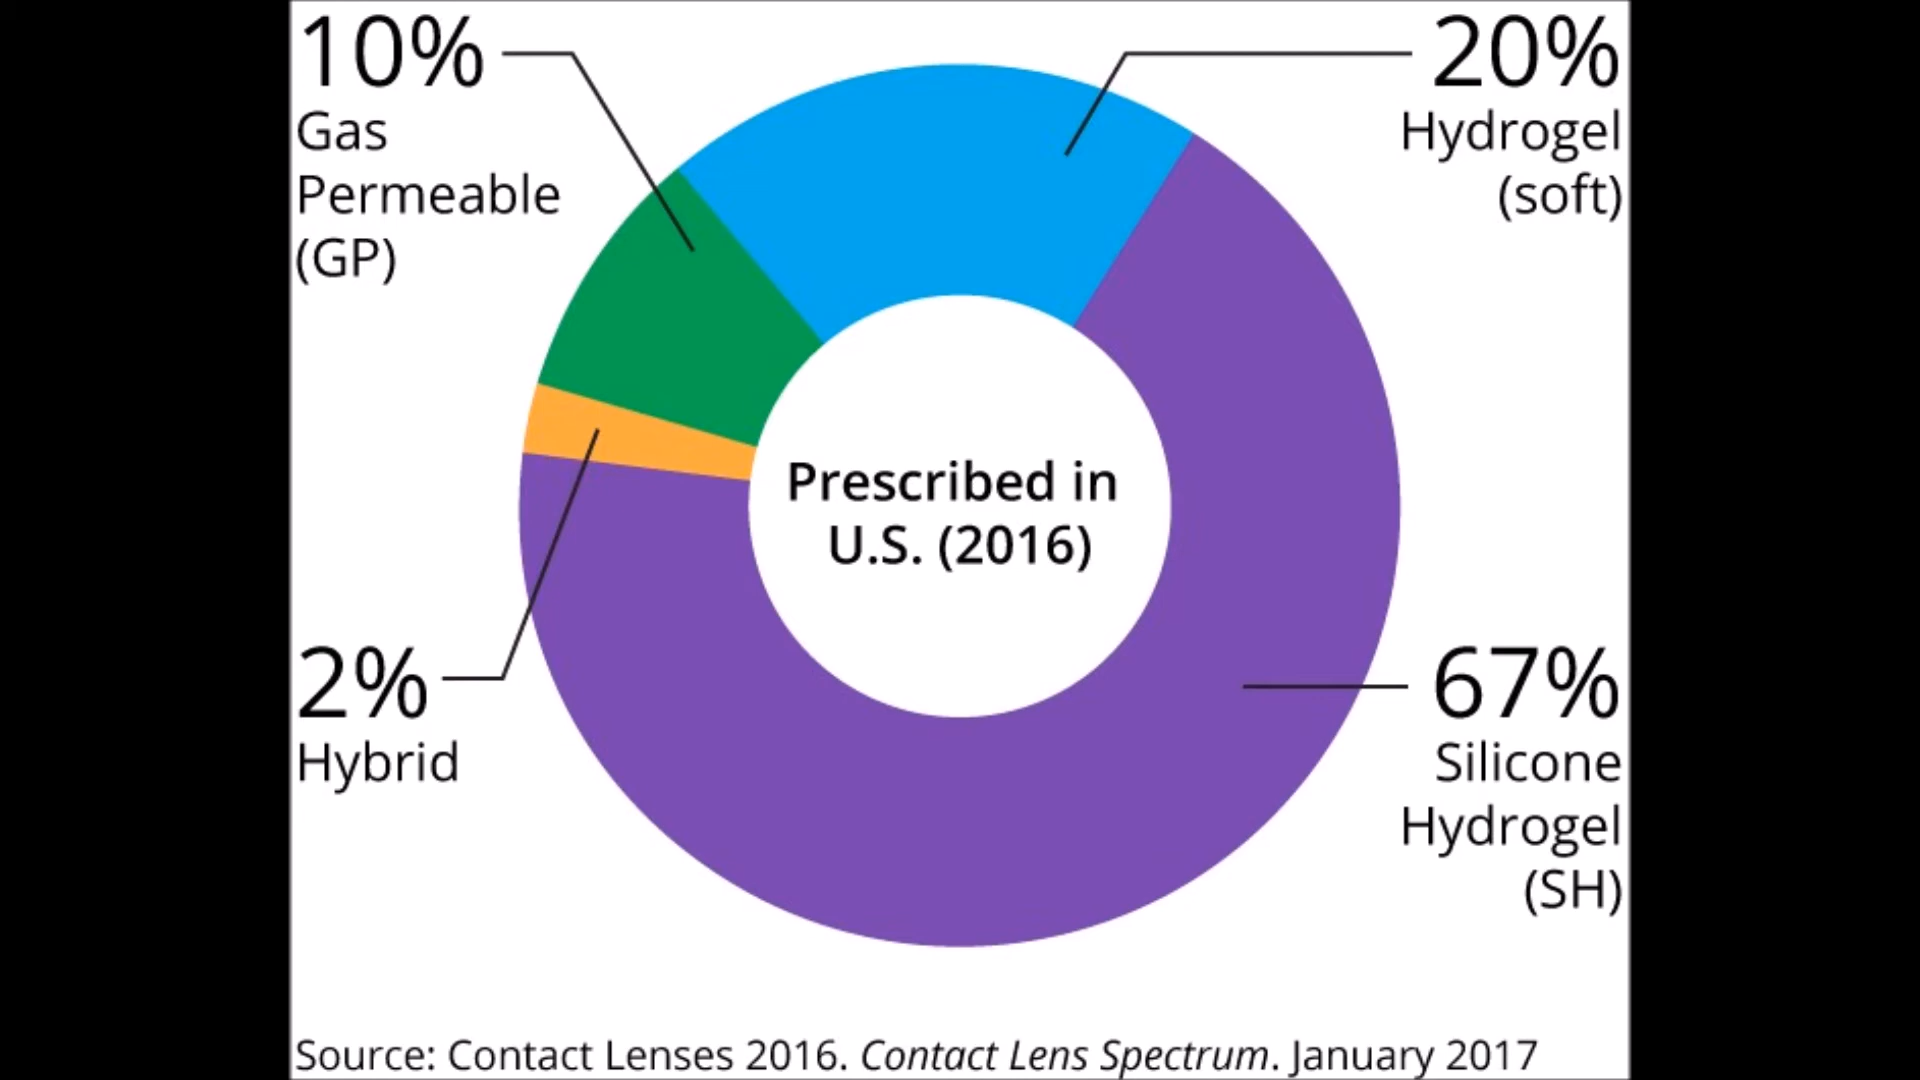 10%
Gas
Permeable
(GP)
20%
Hydrogel
(soft)
Prescribed in
U.S. (2016)
2%
Hybrid
67%
Silicone
Hydrogel
(SH)
Source: Contact Lenses 2016. Contact Lens Spectrum. January 2017